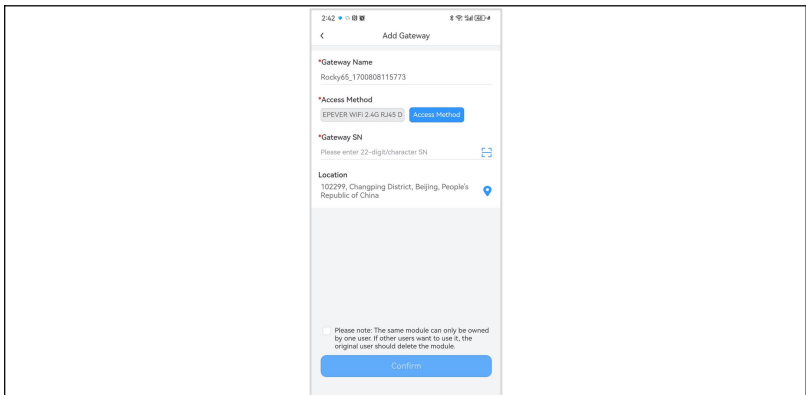 2:42
Add Gateway
*Gateway Name
Rocky65_1700808115773
*Access Method
EPEVER WiFi 2.4G RJ45 D Access Method
*Gateway SN
Please enter 22-digit/character SN
Location
102299, Changping District, Beijing, People's
Republic of China
Please note: The same module can only be owned
by one user. If other users want to use it, the
original user should delete the module.
Confirm